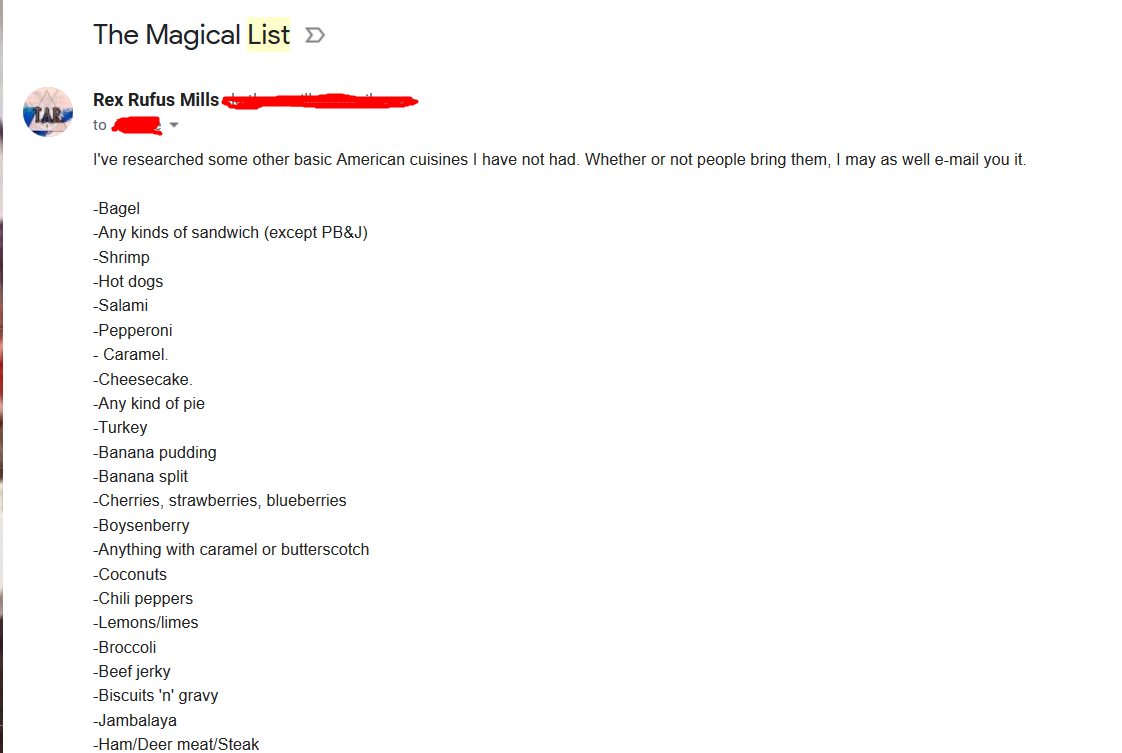 The Magical List
Rex Rufus Mills
TAR
to
I've researched some other basic American cuisines I have not had. Whether or not people bring them, I may as well e-mail you it.
-Bagel
-Any kinds of sandwich (except PB&J)
-Shrimp
-Hot dogs
-Salami
-Pepperoni
- Caramel.
-Cheesecake.
-Any kind of pie
-Turkey
-Banana pudding
-Banana split
-Cherries, strawberries, blueberries
-Boysenberry
-Anything with caramel or butterscotch
-Coconuts
-Chili peppers
-Lemons/limes
-Broccoli
-Beef jerky
-Biscuits 'n' gravy
-Jambalaya
-Ham/Deer meat/Steak